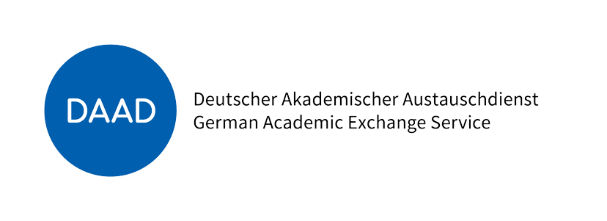 DAAD
Deutscher Akademischer Austauschdienst
German Academic Exchange Service